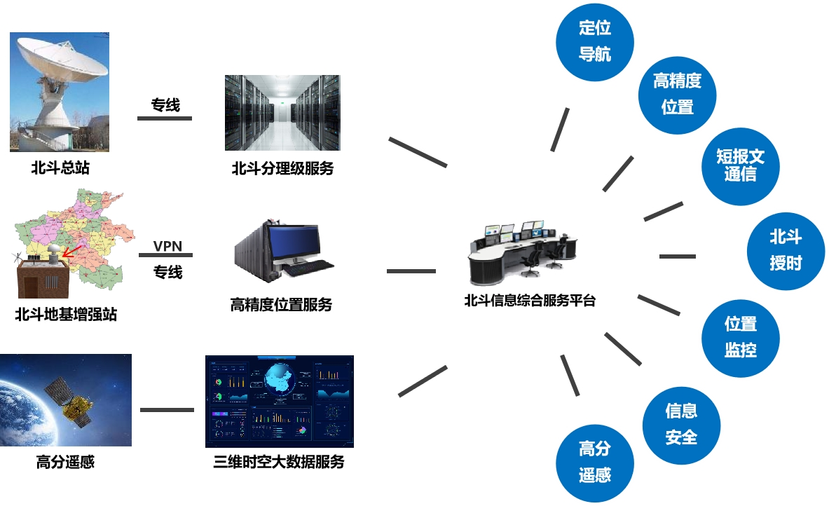 专线
北斗总站
北斗分理级服务
VPN
专线
北斗地基增强站
高精度位置服务
高分遥感
三维时空大数据服务
北斗信息综合服务平台
定位
导航
高精度
位置
短报文
通信
北斗
授时
位置
监控
信息
安全
高分
遥感